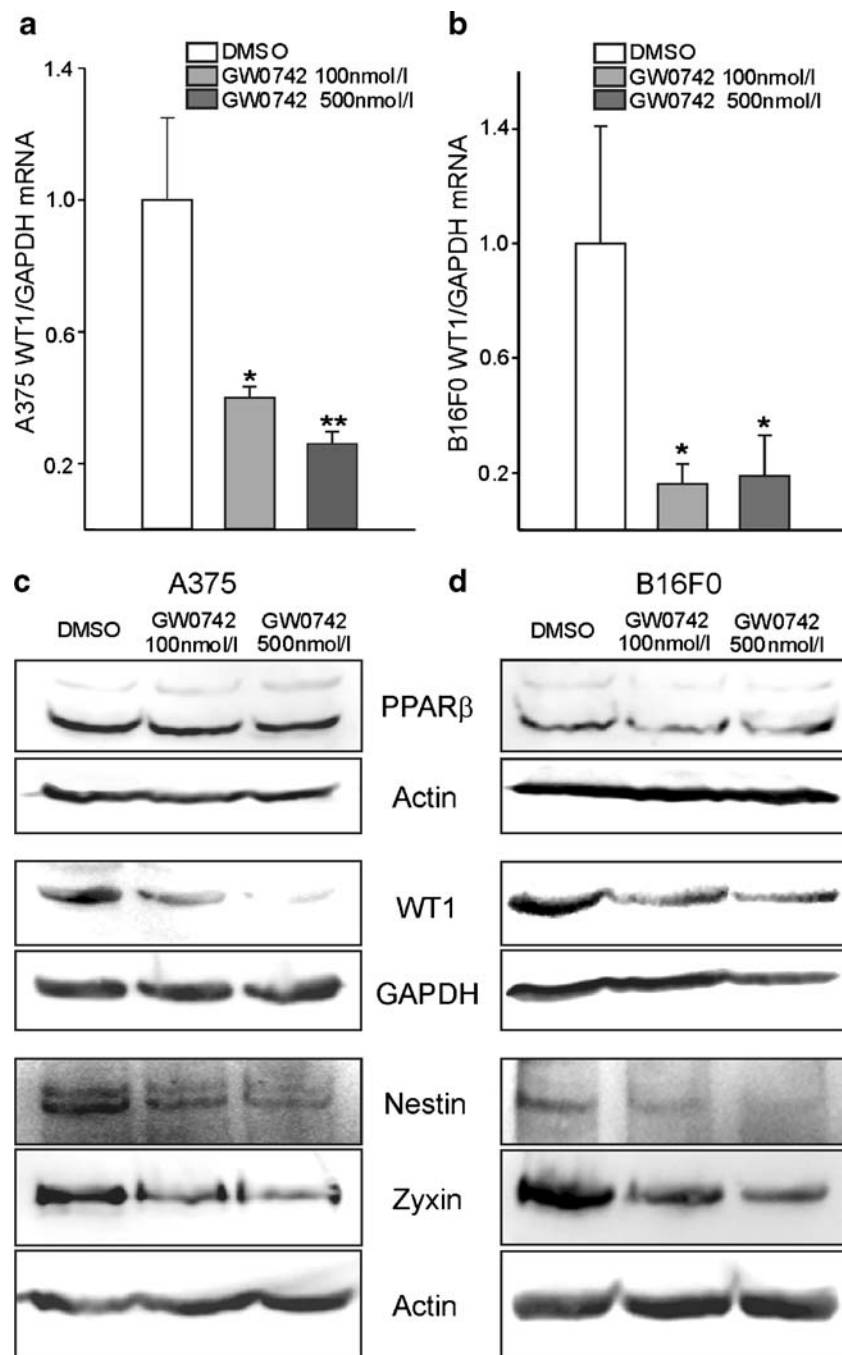 a
DMSO
GW0742 100nmol/l
GW0742 500nmol/l
A375 WT1/GAPDH mRNA
1.4
1.0
0.6
0.2
*
**
b
DMSO
GW0742 100nmol/l
GW0742 500nmol/l
B16F0 WT1/GAPDH mRNA
1.4
1.0
0.6
0.2
*
*
c
A375
DMSO
GW0742
100nmol/l
GW0742
500nmol/l
d
B16F0
DMSO
GW0742
100nmol/l
GW0742
500nmol/l
PPARβ
Actin
WT1
GAPDH
Nestin
Zyxin
Actin